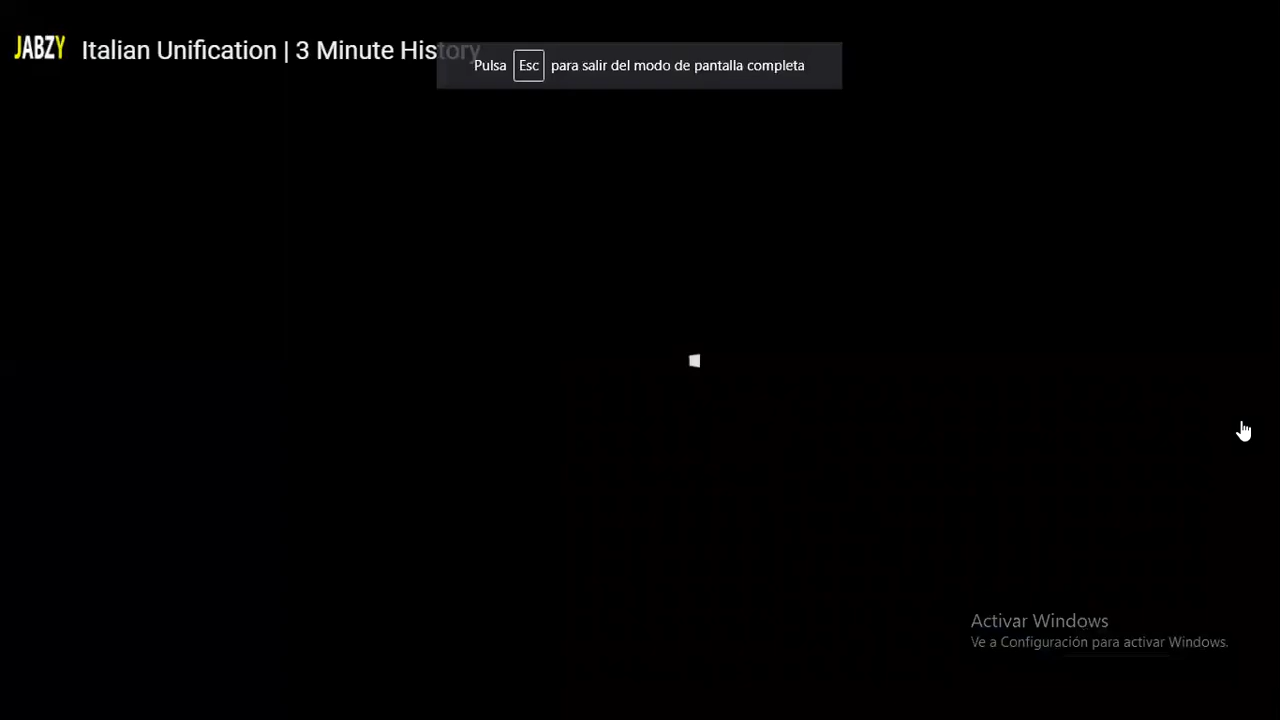 JABZY Italian Unification | 3 Minute History
Pulsa Esc para salir del modo de pantalla completa
Activar Windows
Ve a Configuración para activar Windows.